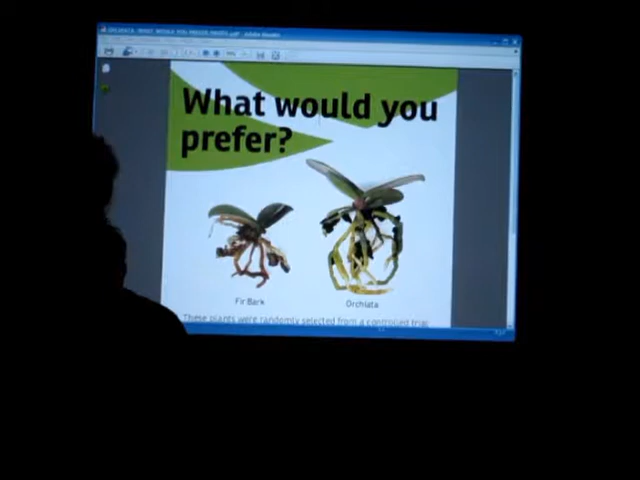 What would you
prefer?
Fir Bark
Orchiata
These plants were randomly selected from a controlled trial